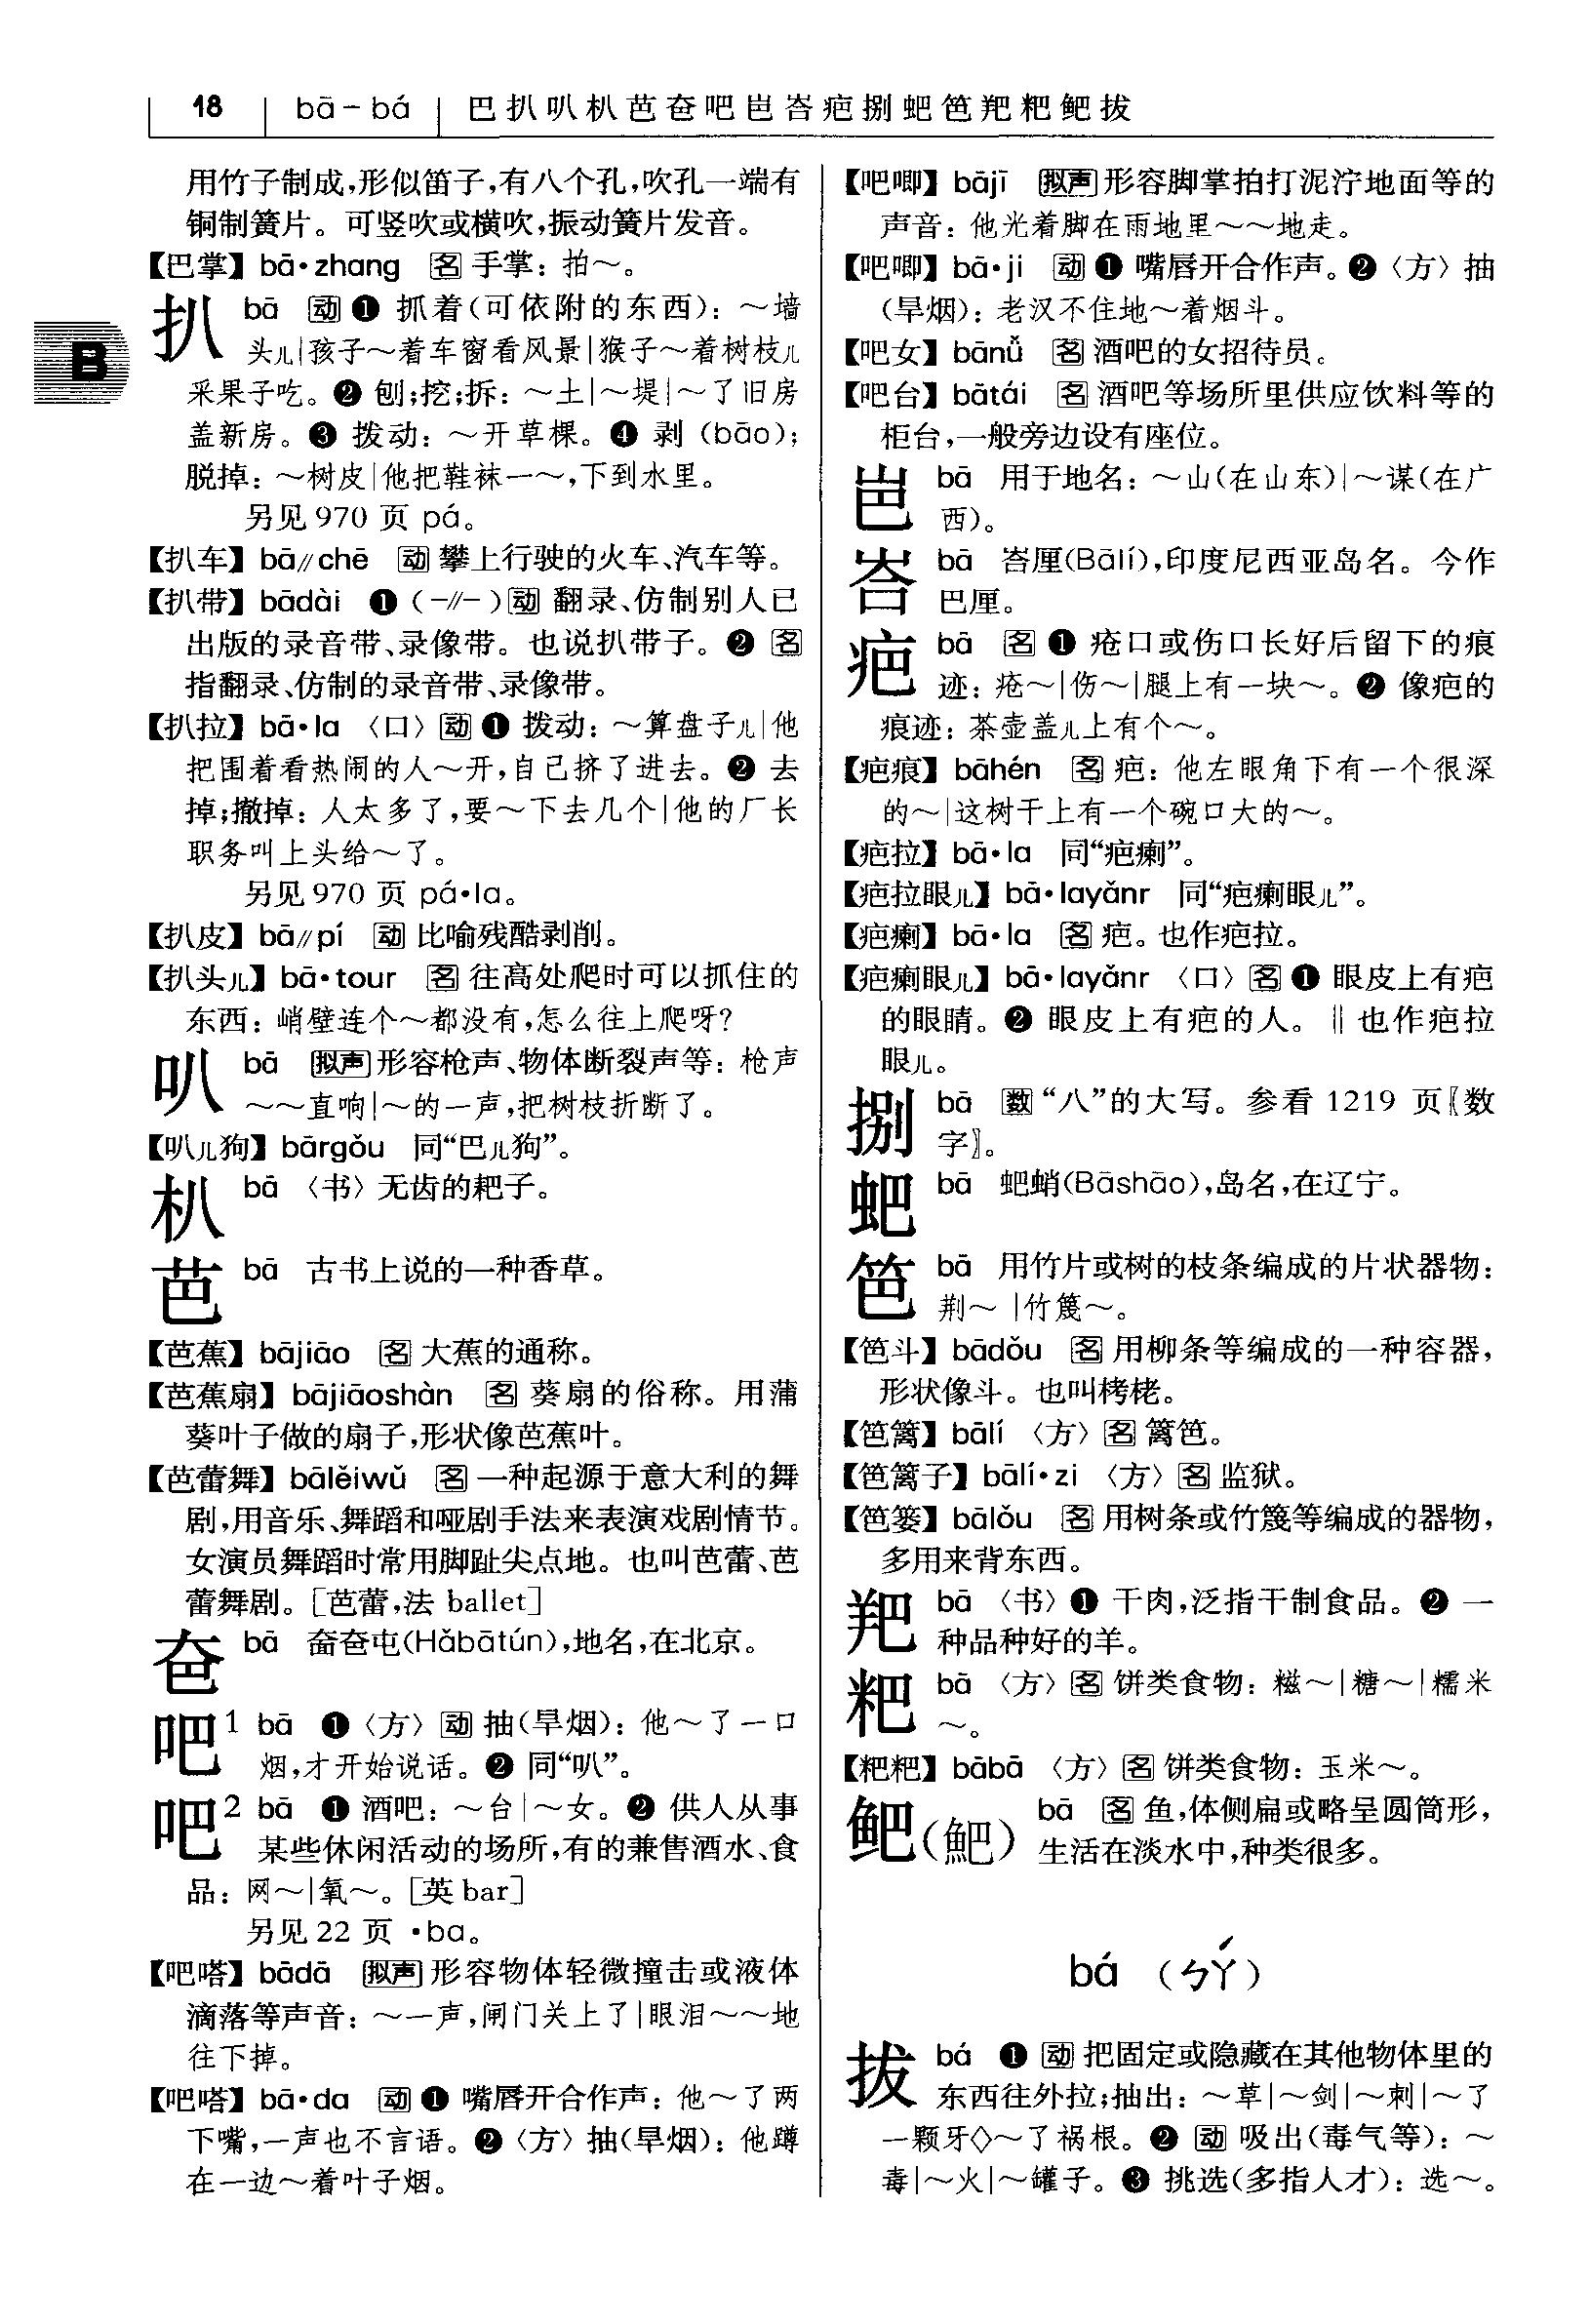 18 bā－bá 巴扒叭朳芭夿吧岜峇疤捌蚆笆羓粑鲃拔
用竹子制成,形似笛子,有八个孔,吹孔一端有
铜制簧片。可竖吹或横吹,振动簧片发音。
【巴掌】bā·zhang 名 手掌：拍～。
扒 bā 动 ❶ 抓着(可依附的东西)：～墙
头儿|孩子～着车窗看风景|猴子～着树枝儿
采果子吃。❷ 刨;挖;拆：～土|～堤|～了旧房
盖新房。❸ 拨动：～开草棵。❹ 剥(bāo)；
脱掉：～树皮|他把鞋袜一～,下到水里。
另见970 页 pá。
【扒车】bā∥chē 动 攀上行驶的火车、汽车等。
【扒带】bādài ❶ (-∥-)动 翻录、仿制别人已
出版的录音带、录像带。也说扒带子。❷ 名
指翻录、仿制的录音带、录像带。
【扒拉】bā·la 〈口〉动 ❶ 拨动：～算盘子儿|他
把围着看热闹的人～开,自己挤了进去。❷ 去
掉;撤掉：人太多了,要～下去几个|他的厂长
职务叫上头给～了。
另见970 页 pá·la。
【扒皮】bā∥pí 动 比喻残酷剥削。
【扒头儿】bā·tour 名 往高处爬时可以抓住的
东西：峭壁连个～都没有,怎么往上爬呀?
叭 bā 拟声 形容枪声、物体断裂声等：枪声
～～直响|～的一声,把树枝折断了。
【叭儿狗】bārgǒu 同“巴儿狗”。
朳 bā 〈书〉无齿的耙子。
芭 bā 古书上说的一种香草。
【芭蕉】bājiāo 名 大蕉的通称。
【芭蕉扇】bājiāoshàn 名 葵扇的俗称。用蒲
葵叶子做的扇子,形状像芭蕉叶。
【芭蕾舞】bālěiwǔ 名 一种起源于意大利的舞
剧,用音乐、舞蹈和哑剧手法来表演戏剧情节。
女演员舞蹈时常用脚趾尖点地。也叫芭蕾、芭
蕾舞剧。[芭蕾,法 ballet]
夿 bā 奤夿屯(Hǎbātún),地名,在北京。
吧1 bā ❶〈方〉动 抽(旱烟)：他～了一口
烟,才开始说话。❷ 同“叭”。
吧2 bā ❶ 酒吧：～台|～女。❷ 供人从事
某些休闲活动的场所,有的兼售酒水、食
品：网～|氧～。[英 bar]
另见22 页 ·ba。
【吧嗒】bādā 拟声 形容物体轻微撞击或液体
滴落等声音：～一声,闸门关上了|眼泪～～地
往下掉。
【吧嗒】bā·da 动 ❶ 嘴唇开合作声：他～了两
下嘴,一声也不言语。❷〈方〉抽(旱烟)：他蹲
在一边～着叶子烟。
【吧唧】bājī 拟声 形容脚掌拍打泥泞地面等的
声音：他光着脚在雨地里～～地走。
【吧唧】bā·ji 动 ❶ 嘴唇开合作声。❷〈方〉抽
(旱烟)：老汉不住地～着烟斗。
【吧女】bānǚ 名 酒吧的女招待员。
【吧台】bātái 名 酒吧等场所里供应饮料等的
柜台,一般旁边设有座位。
岜 bā 用于地名：～山(在山东)|～谋(在广
西)。
峇 bā 峇厘(Bālí),印度尼西亚岛名。今作
巴厘。
疤 bā 名 ❶ 疮口或伤口长好后留下的痕
迹：疮～|伤～|腿上有一块～。❷ 像疤的
痕迹：茶壶盖儿上有个～。
【疤痕】bāhén 名 疤：他左眼角下有一个很深
的～|这树干上有一个碗口大的～。
【疤拉】bā·la 同“疤瘌”。
【疤拉眼儿】bā·layǎnr 同“疤瘌眼儿”。
【疤瘌】bā·la 名 疤。也作疤拉。
【疤瘌眼儿】bā·layǎnr 〈口〉名 ❶ 眼皮上有疤
的眼睛。❷ 眼皮上有疤的人。‖也作疤拉
眼儿。
捌 bā 数 “八”的大写。参看 1219 页〖数
字〗。
蚆 bā 蚆蛸(Bāshāo),岛名,在辽宁。
笆 bā 用竹片或树的枝条编成的片状器物：
荆～ |竹篾～。
【笆斗】bādǒu 名 用柳条等编成的一种容器,
形状像斗。也叫栲栳。
【笆篱】bālí 〈方〉名 篱笆。
【笆篱子】bālí·zi 〈方〉名 监狱。
【笆篓】bālǒu 名 用树条或竹篾等编成的器物,
多用来背东西。
羓 bā 〈书〉❶ 干肉,泛指干制食品。❷ 一
种品种好的羊。
粑 bā 〈方〉名 饼类食物：糍～|糖～|糯米
～。
【粑粑】bābā 〈方〉名 饼类食物：玉米～。
鲃(䰾) bā 名 鱼,体侧扁或略呈圆筒形,
生活在淡水中,种类很多。
bá (ㄅㄚˊ)
拔 bá ❶ 动 把固定或隐藏在其他物体里的
东西往外拉;抽出：～草|～剑|～刺|～了
一颗牙◇～了祸根。❷ 动 吸出(毒气等)：～
毒|～火|～罐子。❸ 挑选(多指人才)：选～。
B